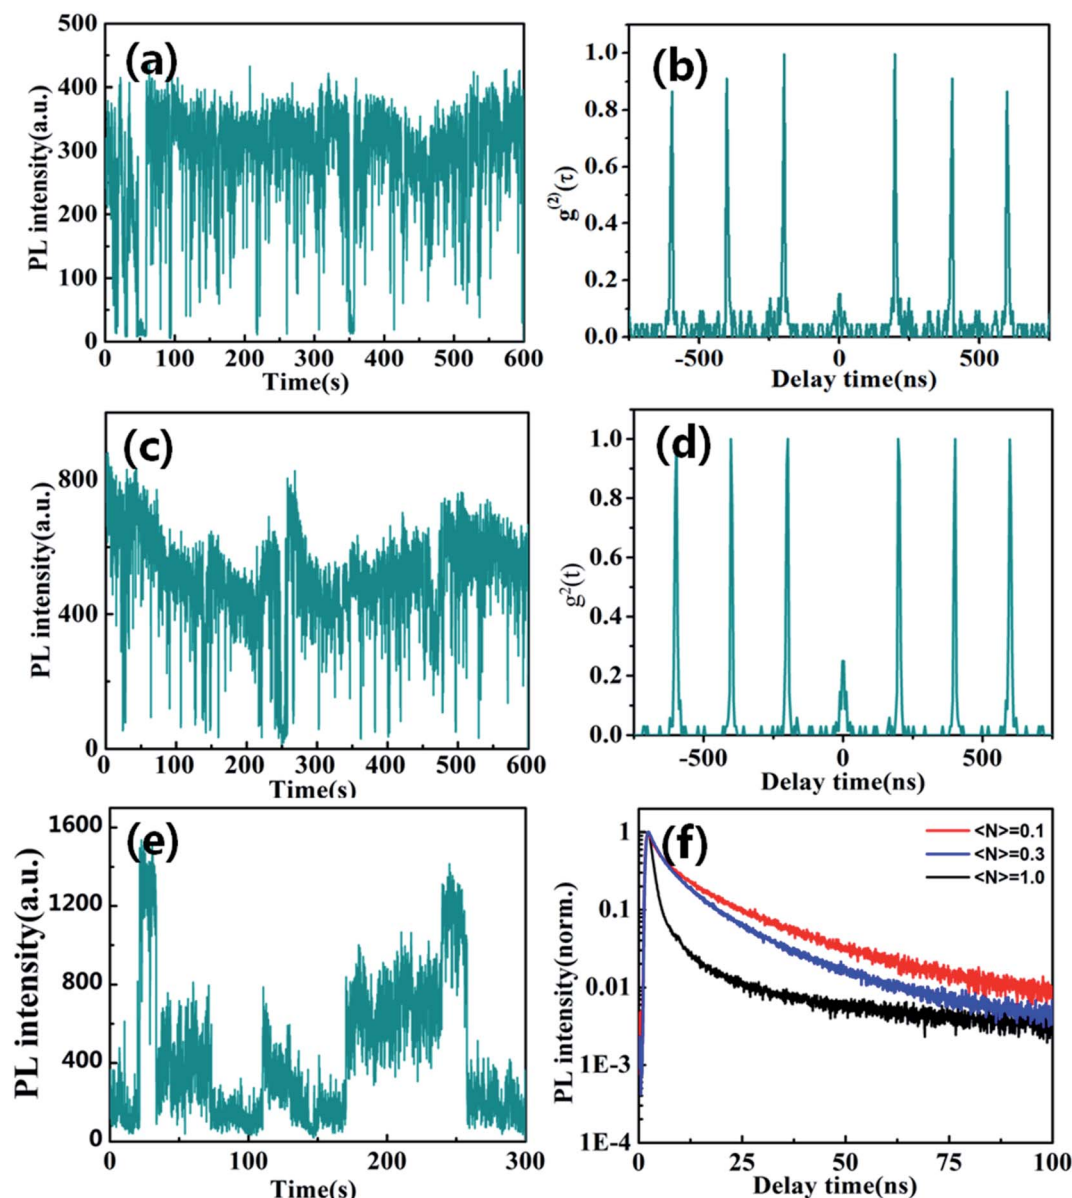 (a)
PL intensity(a.u.)
500
400
300
200
100
0
0 100 200 300 400 500 600
Time(s)
(b)
g(2)(τ)
1.0
0.8
0.6
0.4
0.2
0.0
-500 0 500
Delay time(ns)
(c)
PL intensity(a.u.)
800
400
0
0 100 200 300 400 500 600
Time(s)
(d)
g2(t)
1.0
0.8
0.6
0.4
0.2
0.0
-500 0 500
Delay time(ns)
(e)
PL intensity(a.u.)
1600
1200
800
400
0
0 100 200 300
Time(s)
(f)
<N>=0.1
<N>=0.3
<N>=1.0
PL intensity(norm.)
1
0.1
0.01
1E-3
1E-4
0 25 50 75 100
Delay time(ns)